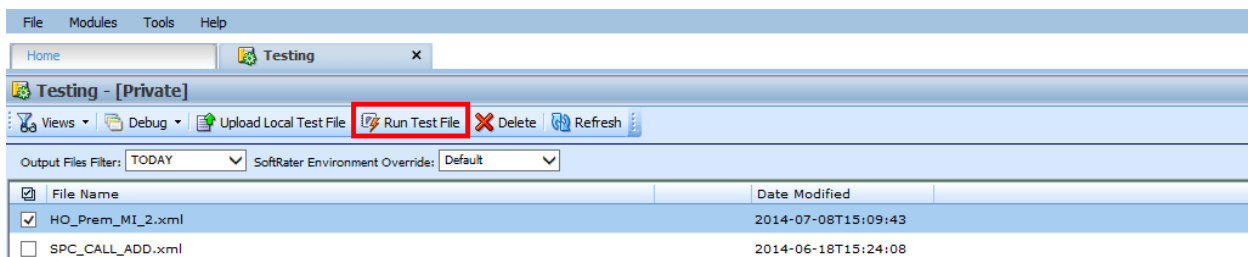 File Modules Tools Help
Home Testing x
Testing - [Private]
Views Debug Upload Local Test File Run Test File Delete Refresh
Output Files Filter: TODAY SoftRater Environment Override: Default
File Name Date Modified
HO_Prem_MI_2.xml 2014-07-08T15:09:43
SPC_CALL_ADD.xml 2014-06-18T15:24:08